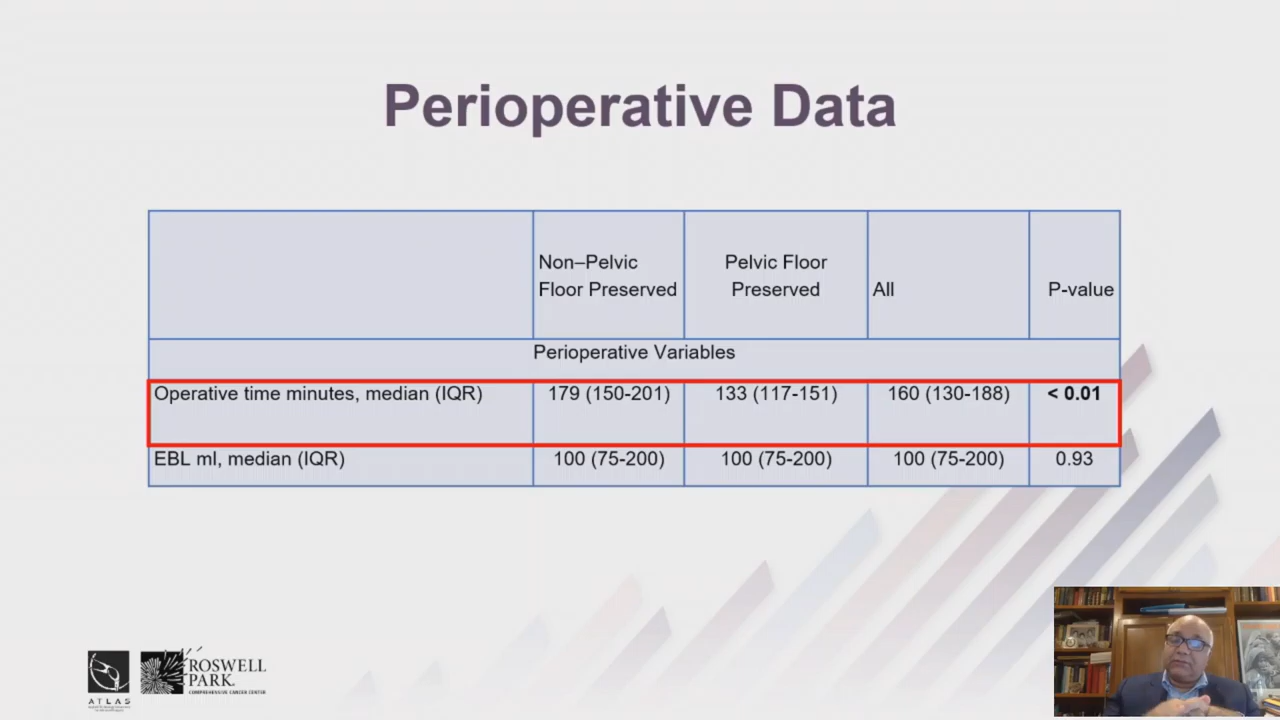 Perioperative Data
Non–Pelvic
Floor Preserved
Pelvic Floor
Preserved
All
P-value
Perioperative Variables
Operative time minutes, median (IQR) 179 (150-201) 133 (117-151) 160 (130-188) < 0.01
EBL ml, median (IQR) 100 (75-200) 100 (75-200) 100 (75-200) 0.93
ATLAS
ROSWELL
PARK.
COMPREHENSIVE CANCER CENTER